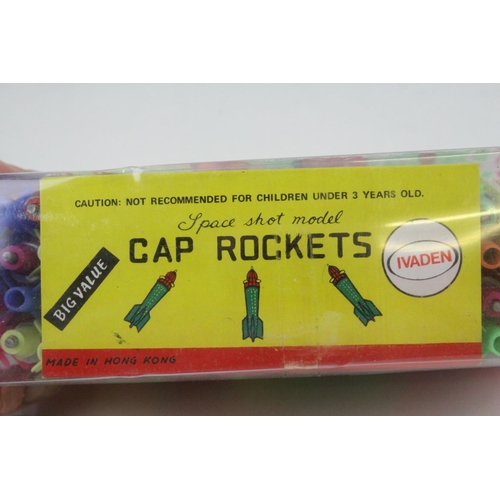 CAUTION: NOT RECOMMENDED FOR CHILDREN UNDER 3 YEARS OLD.
Space shot model
CAP ROCKETS
IVADEN
BIG VALUE
MADE IN HONG KONG